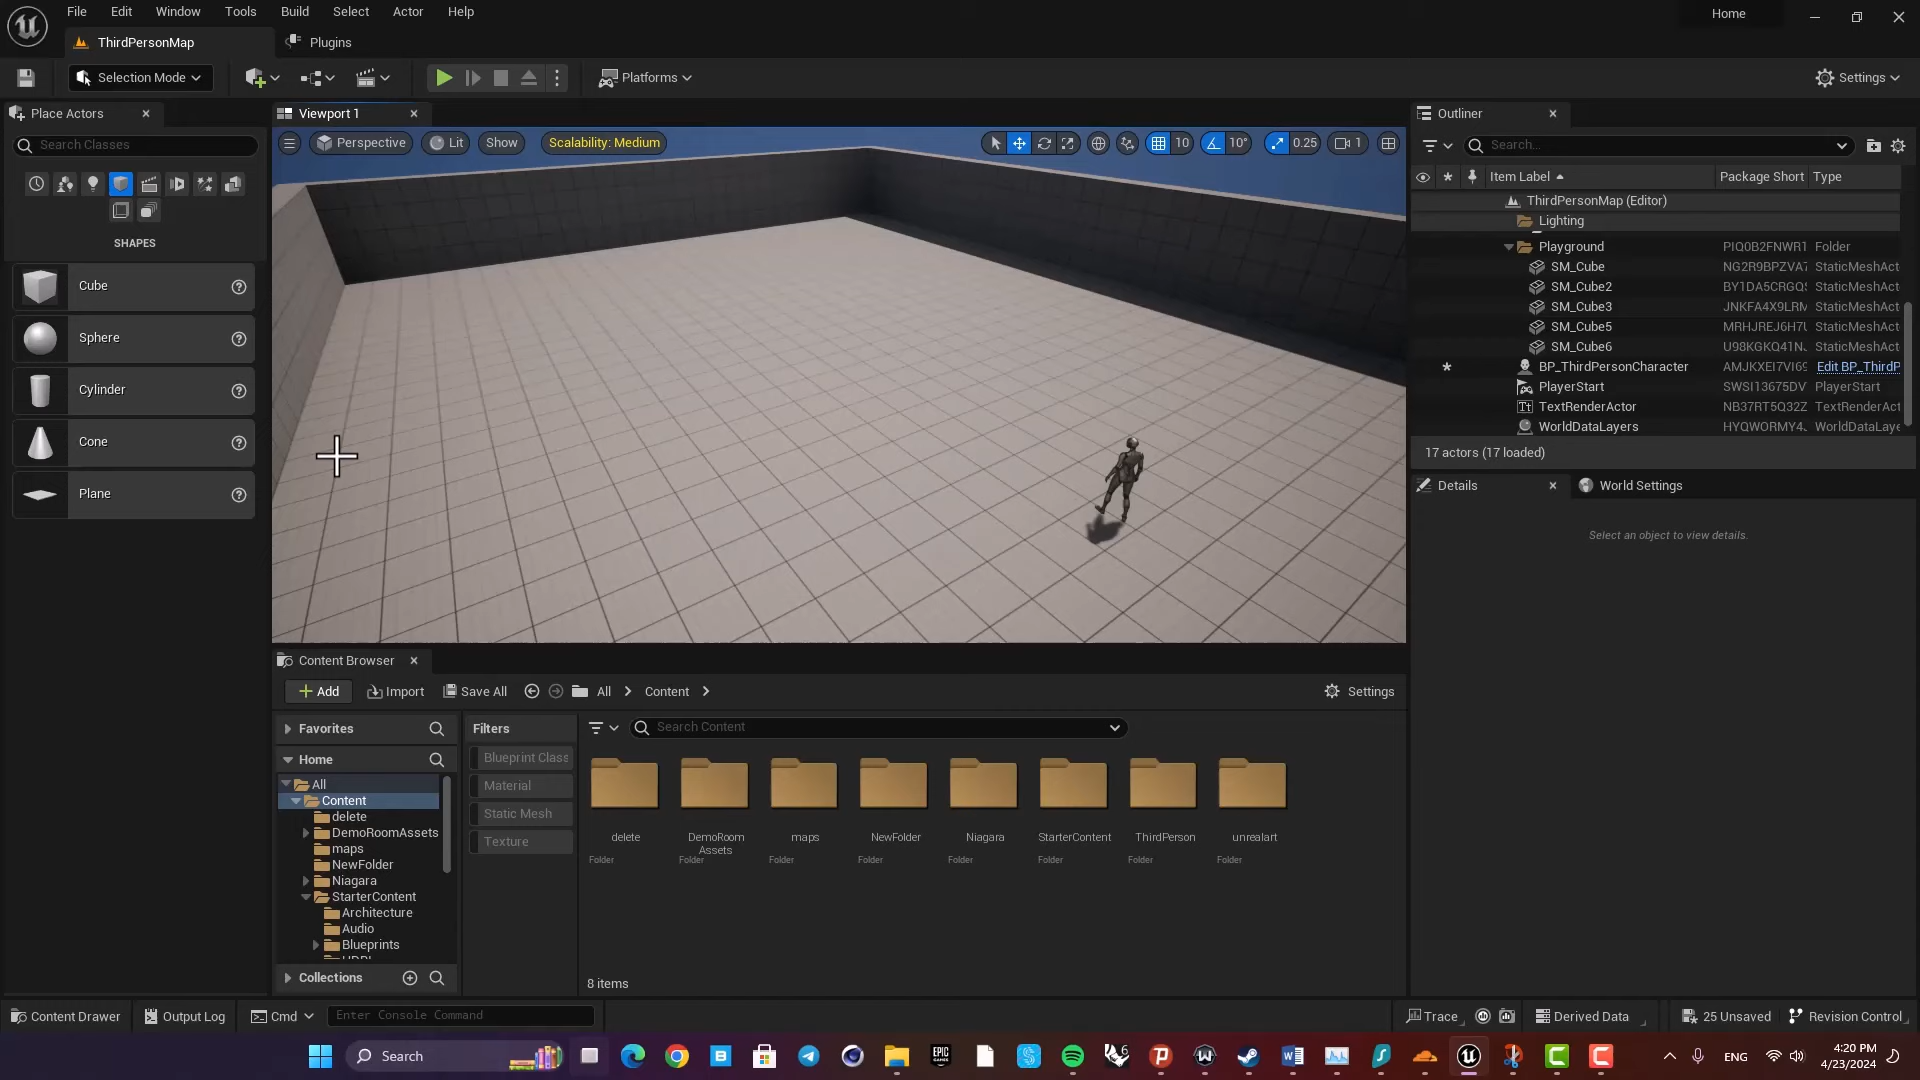 File Edit Window Tools Build Select Actor Help
Home
ThirdPersonMap
Plugins
Selection Mode
Platforms
Settings
Place Actors
Search Classes
SHAPES
Cube
Sphere
Cylinder
Cone
Plane
Viewport 1
Perspective
Lit
Show
Scalability: Medium
10
10°
0.25
1
Outliner
Search...
Item Label
Package Short
Type
ThirdPersonMap (Editor)
Lighting
Playground PIQ0B2FNWR1 Folder
SM_Cube NG2R9BPZVA7 StaticMeshAct
SM_Cube2 BY1DA5CRGQ StaticMeshAct
SM_Cube3 JNKFA4X9LRM StaticMeshAct
SM_Cube5 MRHJREJ6H7 StaticMeshAct
SM_Cube6 U98KGKQ41N StaticMeshAct
BP_ThirdPersonCharacter AMJKXEI7VI69 Edit BP_ThirdP
PlayerStart SWSI13675DV PlayerStart
TextRenderActor NB37RT5Q32Z TextRenderAct
WorldDataLayers HYQWORMY4 WorldDataLaye
17 actors (17 loaded)
Details
World Settings
Select an object to view details.
Content Browser
Add
Import
Save All
All
Content
Settings
Favorites
Home
All
Content
delete
DemoRoomAssets
maps
NewFolder
Niagara
StarterContent
Architecture
Audio
Blueprints
Collections
Filters
Blueprint Class
Material
Static Mesh
Texture
Search Content
delete
Folder
DemoRoom
Assets
Folder
maps
Folder
NewFolder
Folder
Niagara
Folder
StarterContent
Folder
ThirdPerson
Folder
unrealart
Folder
8 items
Content Drawer
Output Log
Cmd
Enter Console Command
Trace
Derived Data
25 Unsaved
Revision Control
Search
EPIC
GAMES
ENG
4:20 PM
4/23/2024